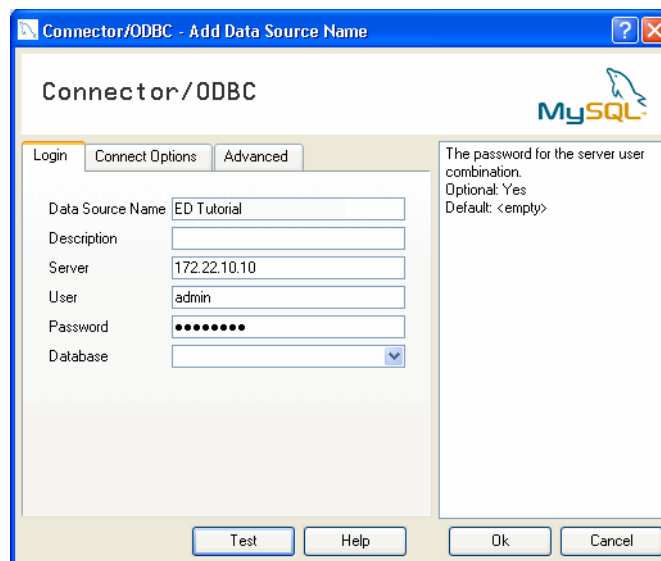 Connector/ODBC - Add Data Source Name
Connector/ODBC
MySQL
Login
Connect Options
Advanced
Data Source Name ED Tutorial
Description
Server 172.22.10.10
User admin
Password ••••••••
Database
The password for the server user
combination.
Optional: Yes
Default: <empty>
Test
Help
Ok
Cancel